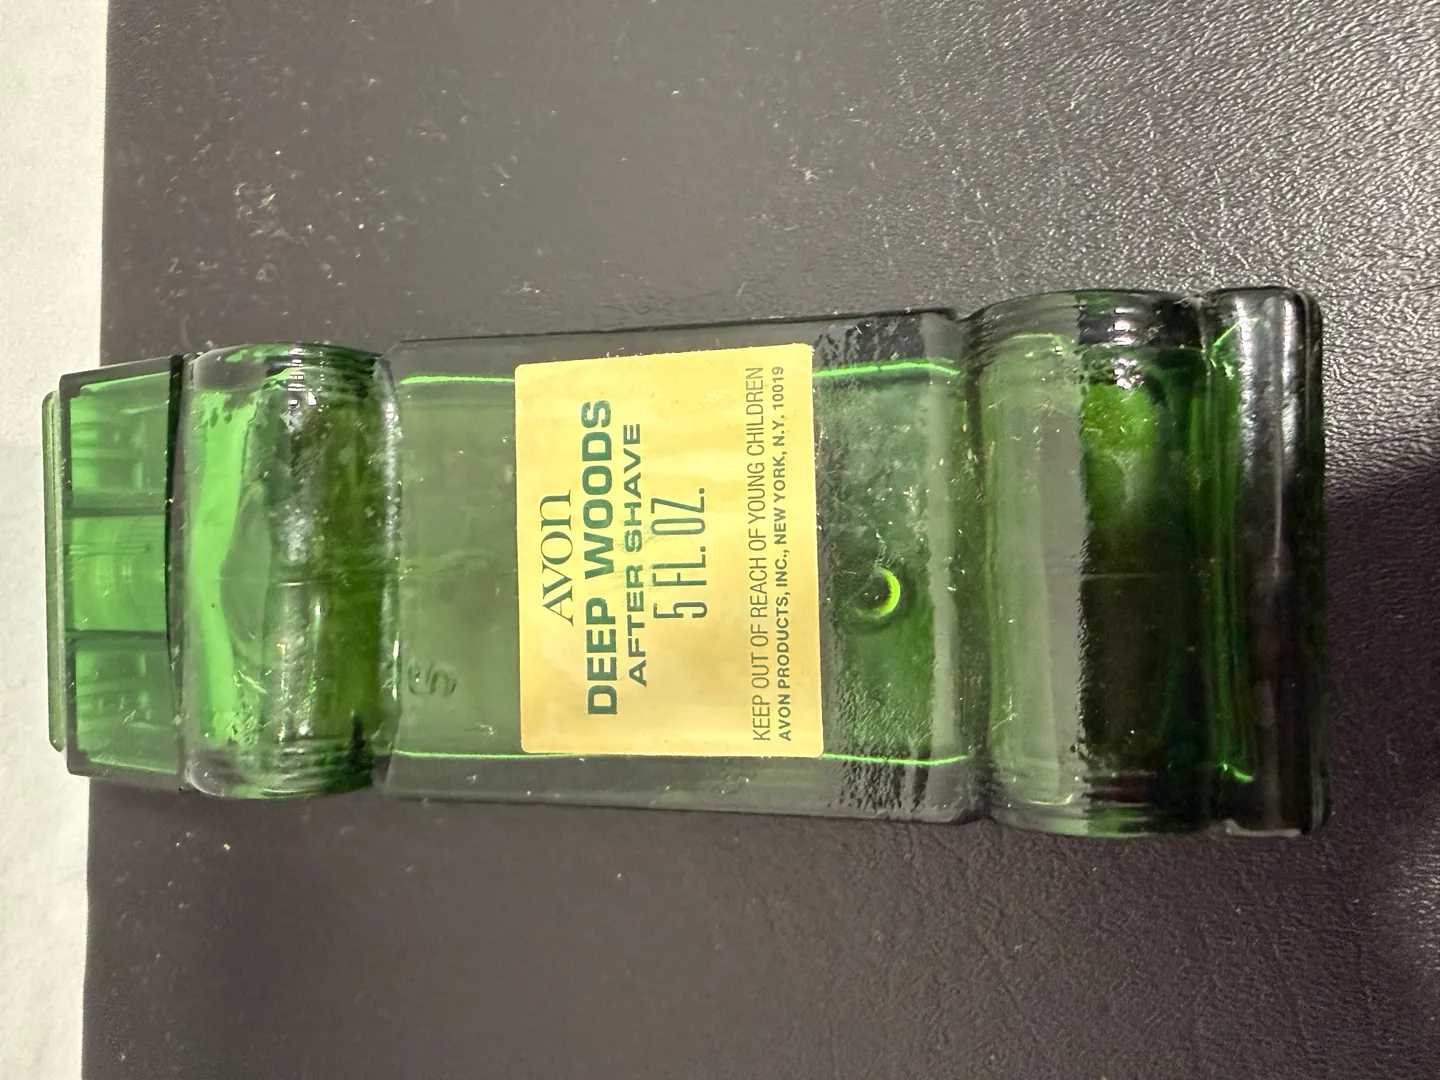 AVON
DEEP WOODS
AFTER SHAVE
5 FL. OZ.
KEEP OUT OF REACH OF YOUNG CHILDREN
AVON PRODUCTS, INC., NEW YORK, N.Y. 10019
5